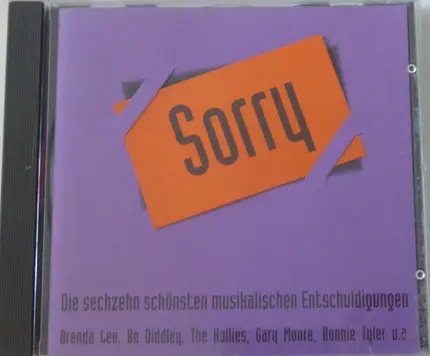 Sorry
Die sechzehn schönsten musikalischen Entschuldigungen
Brenda Lee, Bo Diddley, The Hollies, Gary Moore, Bonnie Tyler u.a.